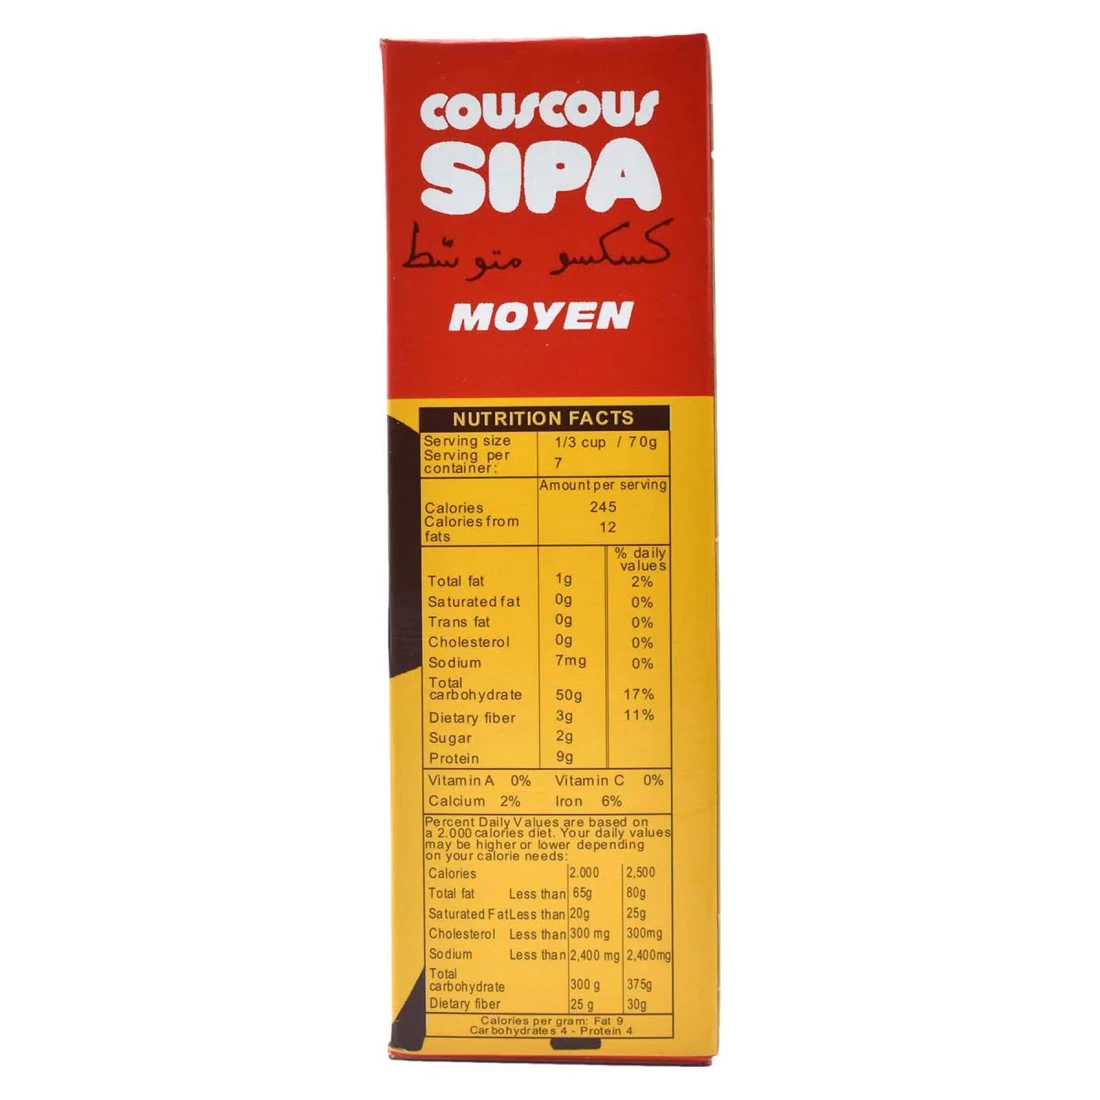 COUSCOUS
SIPA
كسكسو متوسّط
MOYEN
NUTRITION FACTS
Serving size 1/3 cup / 70g
Serving per
container: 7
Amount per serving
Calories 245
Calories from
fats 12
% daily
values
Total fat 1g 2%
Saturated fat 0g 0%
Trans fat 0g 0%
Cholesterol 0g 0%
Sodium 7mg 0%
Total
carbohydrate 50g 17%
Dietary fiber 3g 11%
Sugar 2g
Protein 9g
Vitamin A 0% Vitamin C 0%
Calcium 2% Iron 6%
Percent Daily Values are based on
a 2.000 calories diet. Your daily values
may be higher or lower depending
on your calorie needs:
Calories 2.000 2,500
Total fat Less than 65g 80g
Saturated Fat Less than 20g 25g
Cholesterol Less than 300 mg 300mg
Sodium Less than 2,400 mg 2,400mg
Total
carbohydrate 300 g 375g
Dietary fiber 25 g 30g
Calories per gram: Fat 9
Carbohydrates 4 - Protein 4